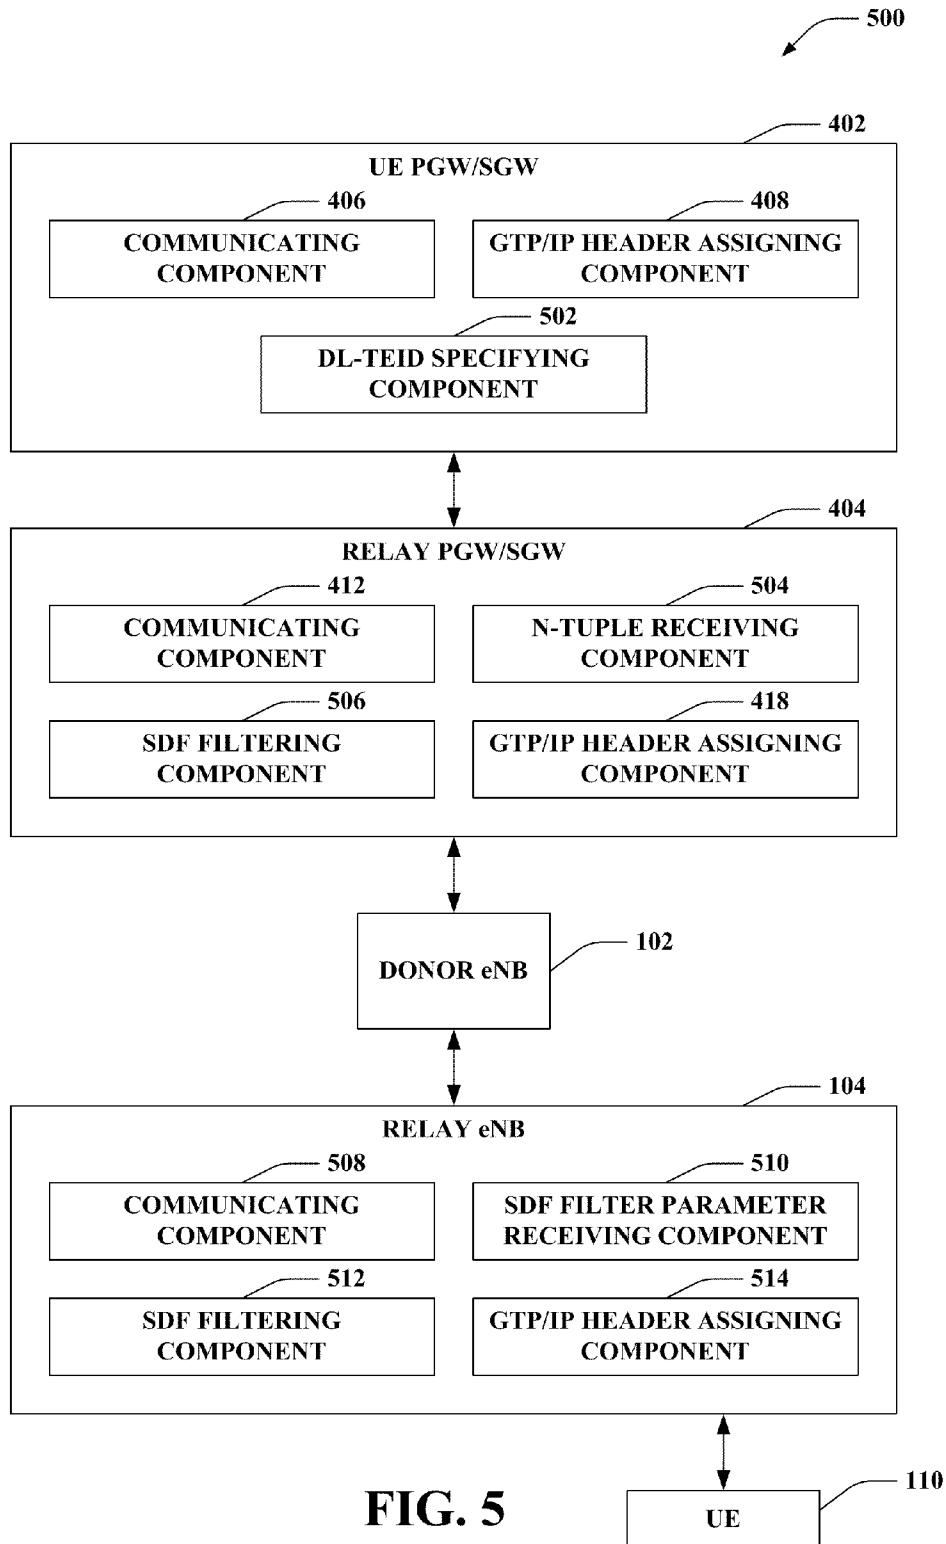 500
402
UE PGW/SGW
406
408
COMMUNICATING
COMPONENT
GTP/IP HEADER ASSIGNING
COMPONENT
502
DL-TEID SPECIFYING
COMPONENT
404
RELAY PGW/SGW
412
504
COMMUNICATING
COMPONENT
N-TUPLE RECEIVING
COMPONENT
506
418
SDF FILTERING
COMPONENT
GTP/IP HEADER ASSIGNING
COMPONENT
102
DONOR eNB
104
RELAY eNB
508
510
COMMUNICATING
COMPONENT
SDF FILTER PARAMETER
RECEIVING COMPONENT
512
514
SDF FILTERING
COMPONENT
GTP/IP HEADER ASSIGNING
COMPONENT
110
UE
FIG. 5